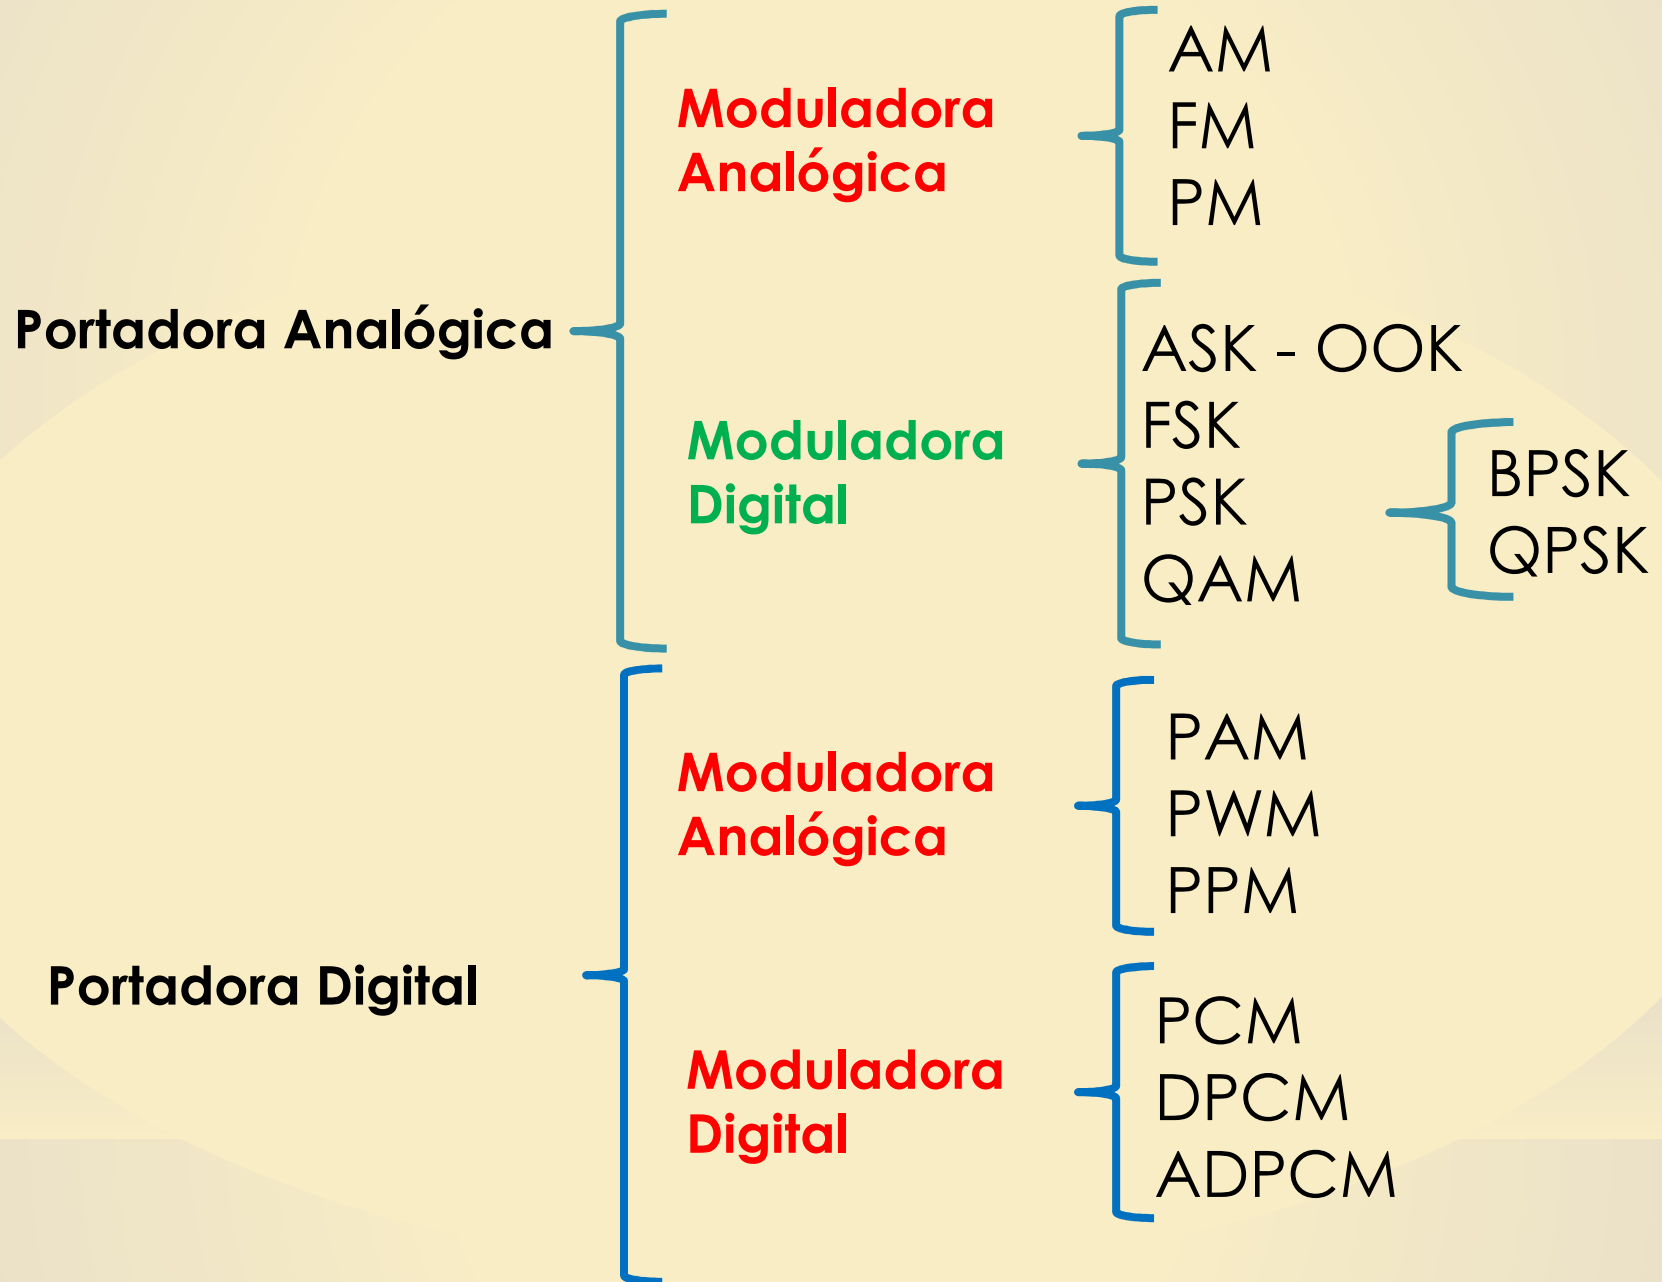 Portadora Analógica
Moduladora
Analógica
AM
FM
PM
Moduladora
Digital
ASK - OOK
FSK
PSK
QAM
BPSK
QPSK
Portadora Digital
Moduladora
Analógica
PAM
PWM
PPM
Moduladora
Digital
PCM
DPCM
ADPCM